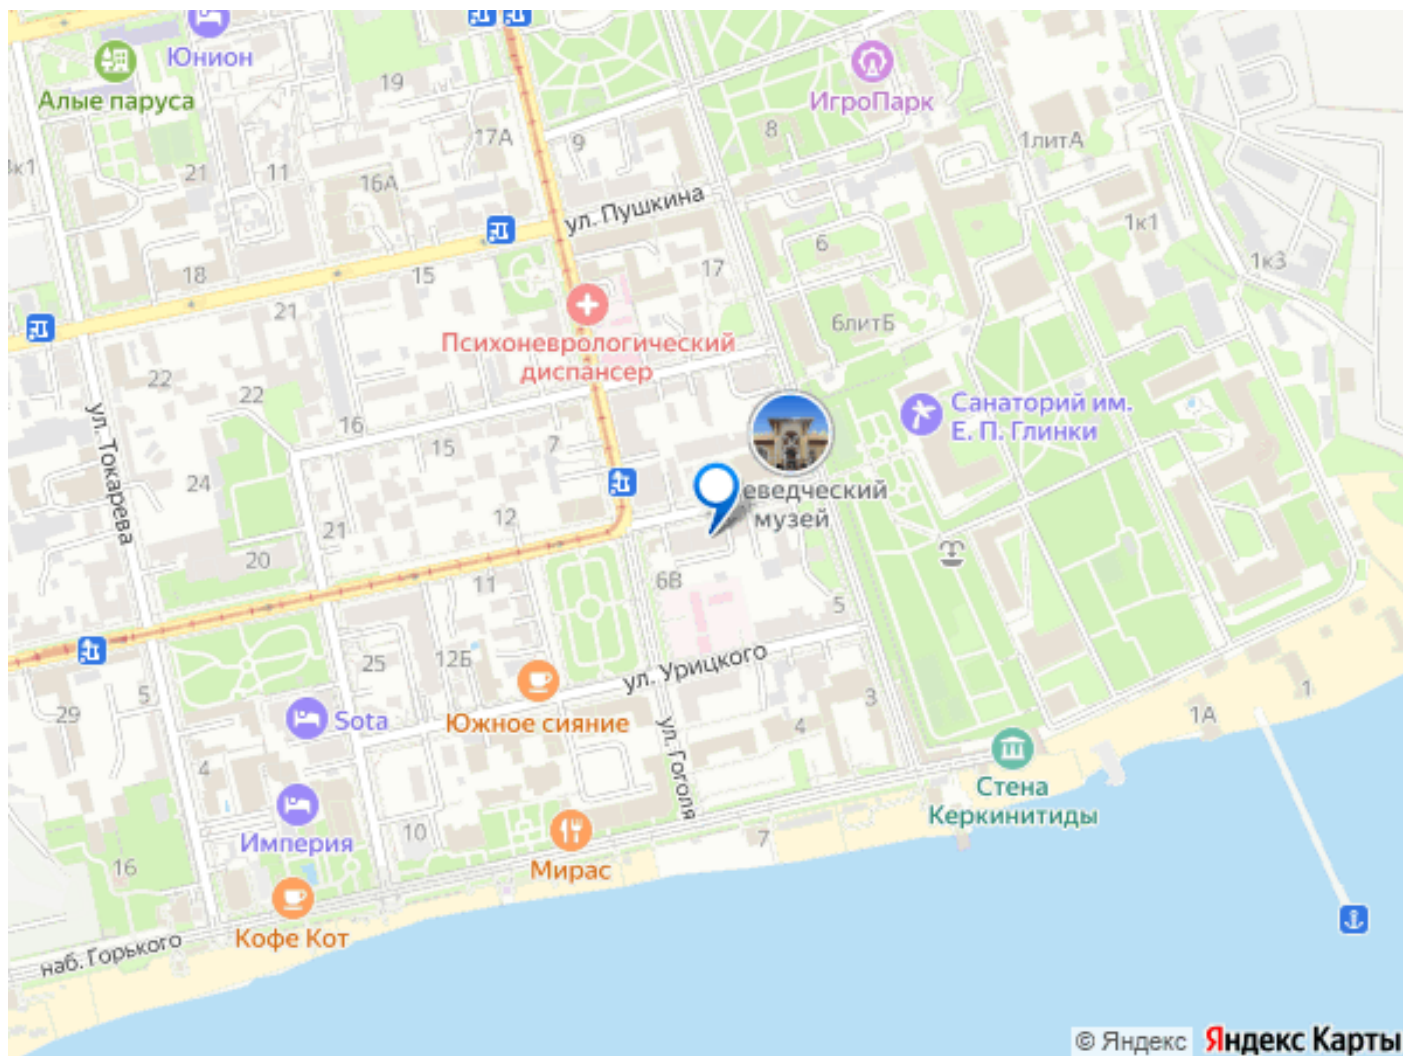 Юнион
Алые паруса
19
ИгроПарк
17А
9
8
1литА
3к1
21
11
16А
ул. Пушкина
1к1
6
1к3
18
15
17
21
6литБ
Психоневрологический
диспансер
22
22
ул. Токарева
16
15
7
Санаторий им.
Е. П. Глинки
24
еведческий
музей
12
21
20
11
6В
5
25
12Б
ул. Урицкого
5
29
Sota
Южное сияние
ул. Гоголя
3
4
1
1А
4
Стена
Керкинитиды
Империя
10
7
16
Мирас
Кофе Кот
наб. Горького
© Яндекс Яндекс Карты